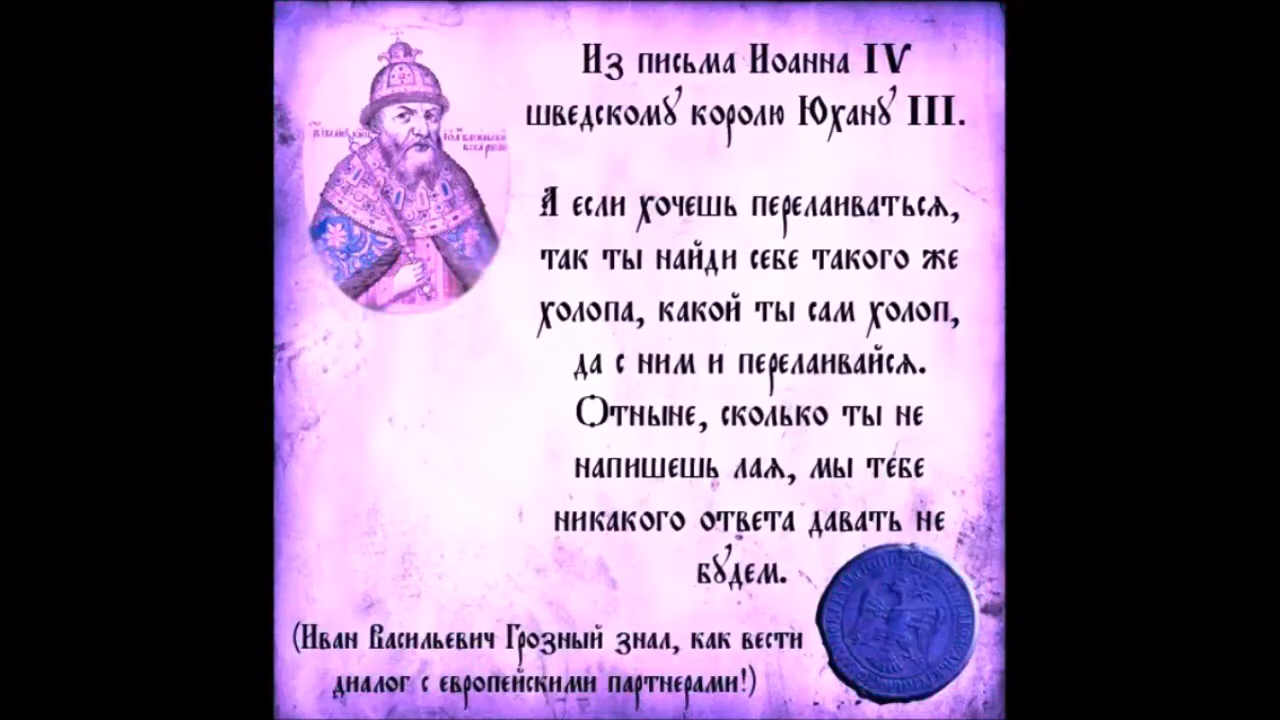 Из письма Иоанна IV
шведскому королю Юхану III.
А если хочешь перелаиваться,
так ты найди себе такого же
холопа, какой ты сам холоп,
да с ним и перелаивайся.
Отныне, сколько ты не
напишешь лая, мы тебе
никакого ответа давать не
будем.
(Иван Васильевич Грозный знал, как вести
диалог с европейскими партнерами!)